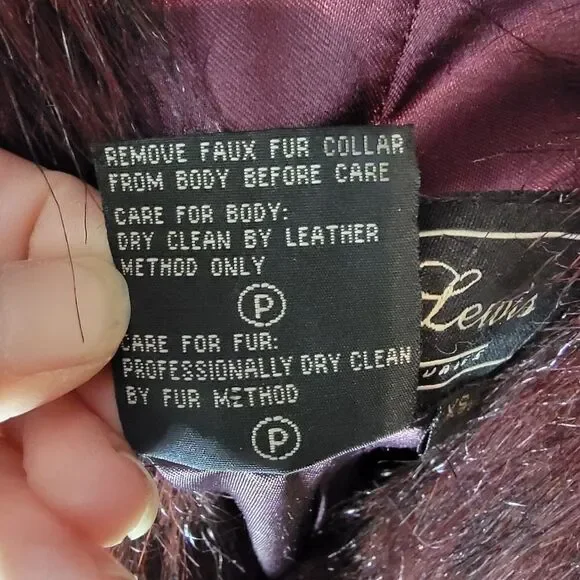 REMOVE FAUX FUR COLLAR
FROM BODY BEFORE CARE
CARE FOR BODY:
DRY CLEAN BY LEATHER
METHOD ONLY
P
CARE FOR FUR:
PROFESSIONALLY DRY CLEAN
BY FUR METHOD
P
Lewis
XS